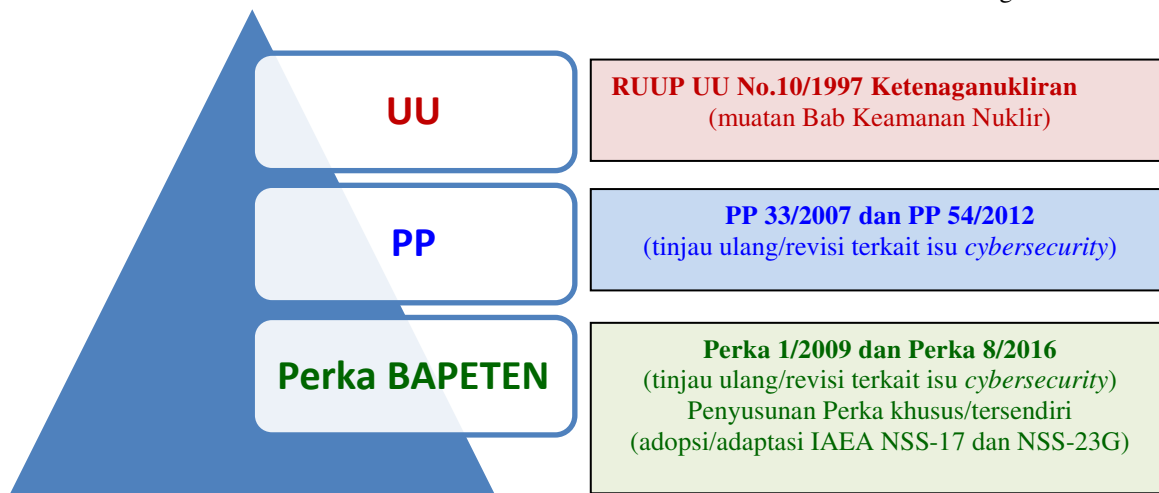 UU
RUUP UU No.10/1997 Ketenaganukliran
(muatan Bab Keamanan Nuklir)
PP
PP 33/2007 dan PP 54/2012
(tinjau ulang/revisi terkait isu cybersecurity)
Perka BAPETEN
Perka 1/2009 dan Perka 8/2016
(tinjau ulang/revisi terkait isu cybersecurity)
Penyusunan Perka khusus/tersendiri
(adopsi/adaptasi IAEA NSS-17 dan NSS-23G)